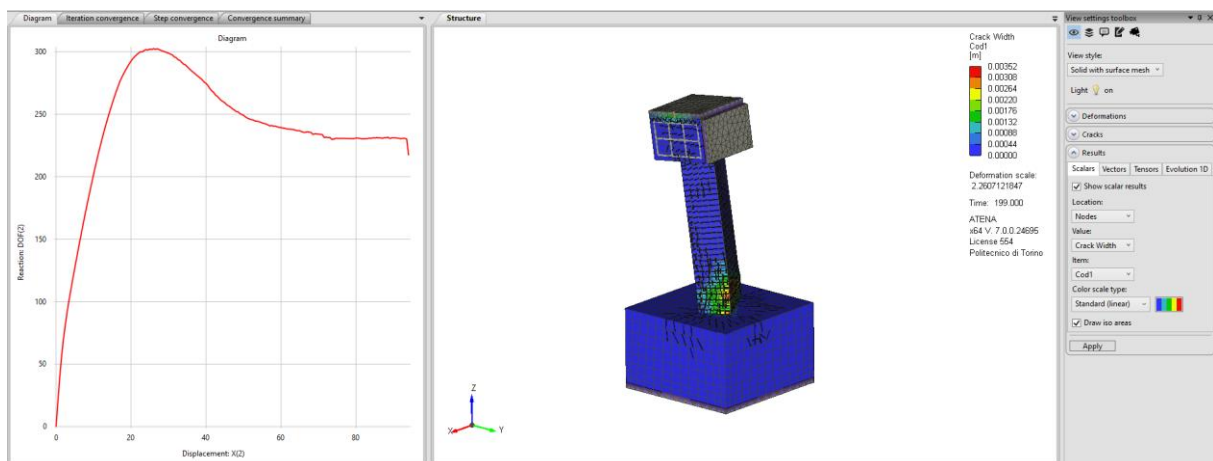 Diagram
Iteration convergence
Step convergence
Convergence summary
Diagram
300
250
200
150
100
50
0
Reaction: DOF(2)
0
20
40
60
80
Displacement: X(2)
Structure
Crack Width
Cod1
[m]
0.00352
0.00308
0.00264
0.00220
0.00176
0.00132
0.00088
0.00044
0.00000
Deformation scale:
2.2607121847
Time: 199.000
ATENA
x64 V. 7.0.0.24695
License 554
Politecnico di Torino
Z
X
Y
View settings toolbox
View style:
Solid with surface mesh
Light on
Deformations
Cracks
Results
Scalars Vectors Tensors Evolution 1D
Show scalar results
Location:
Nodes
Value:
Crack Width
Item:
Cod1
Color scale type:
Standard (linear)
Draw iso areas
Apply